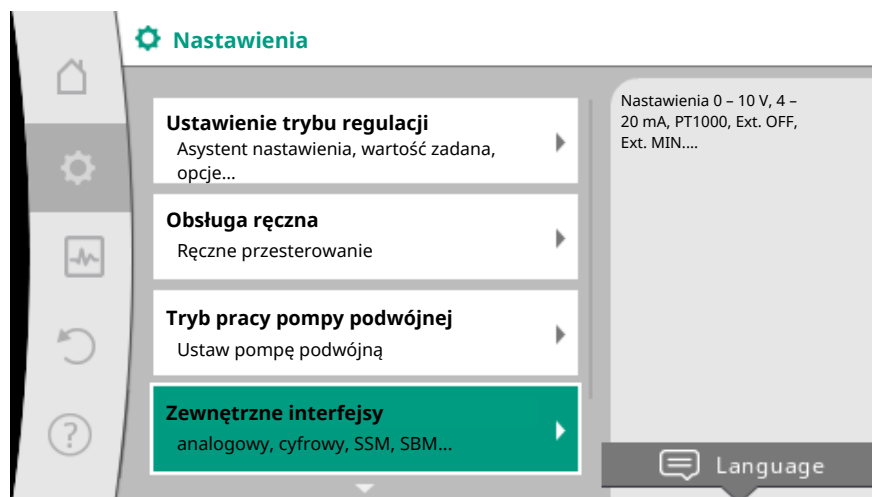 Nastawienia
Ustawienie trybu regulacji
Asystent nastawienia, wartość zadana,
opcje...
Obsługa ręczna
Ręczne przesterowanie
Tryb pracy pompy podwójnej
Ustaw pompę podwójną
Zewnętrzne interfejsy
analogowy, cyfrowy, SSM, SBM...
Nastawienia 0 – 10 V, 4 –
20 mA, PT1000, Ext. OFF,
Ext. MIN....
Language